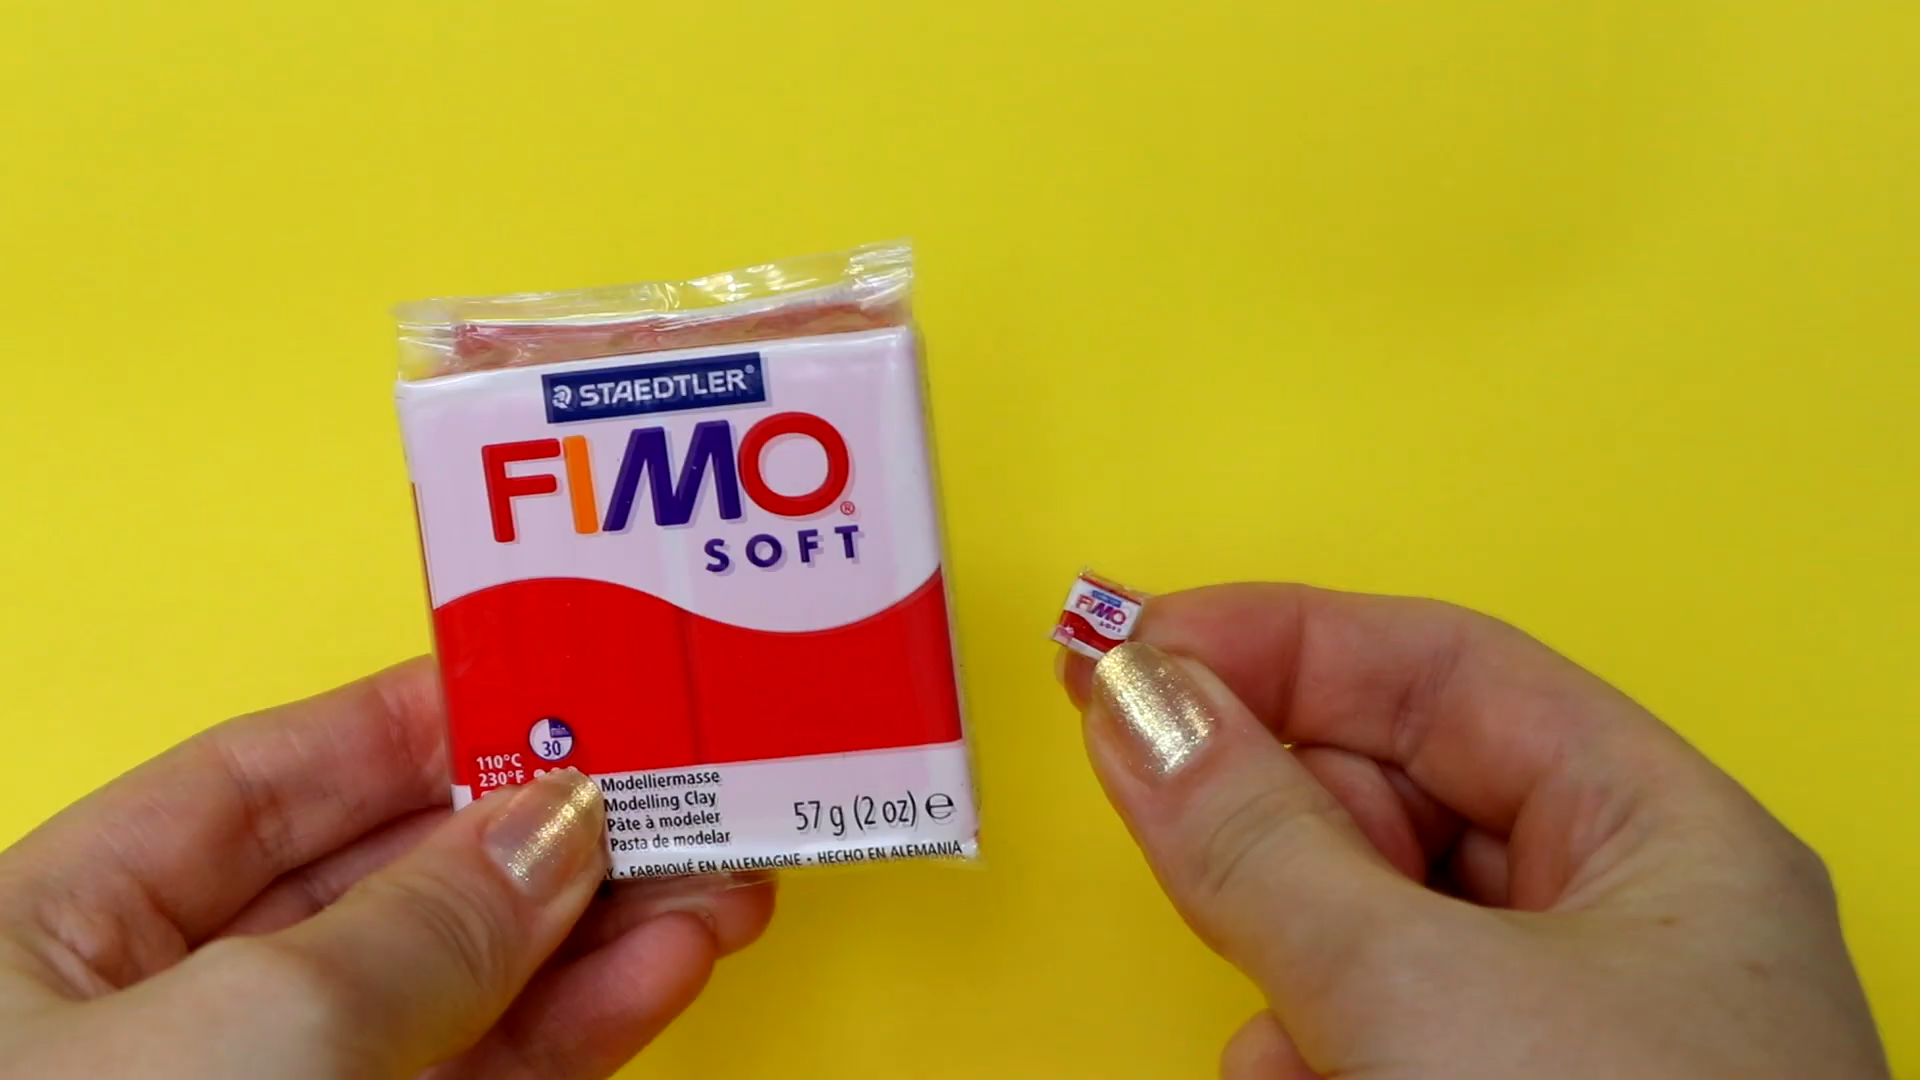 STAEDTLER®
FIMO®
SOFT
min.
30
110°C
230°F
Modelliermasse
Modelling Clay
Pâte à modeler
Pasta de modelar
57 g (2 oz) ℮
• FABRIQUÉ EN ALLEMAGNE • HECHO EN ALEMANIA
FIMO
SOFT